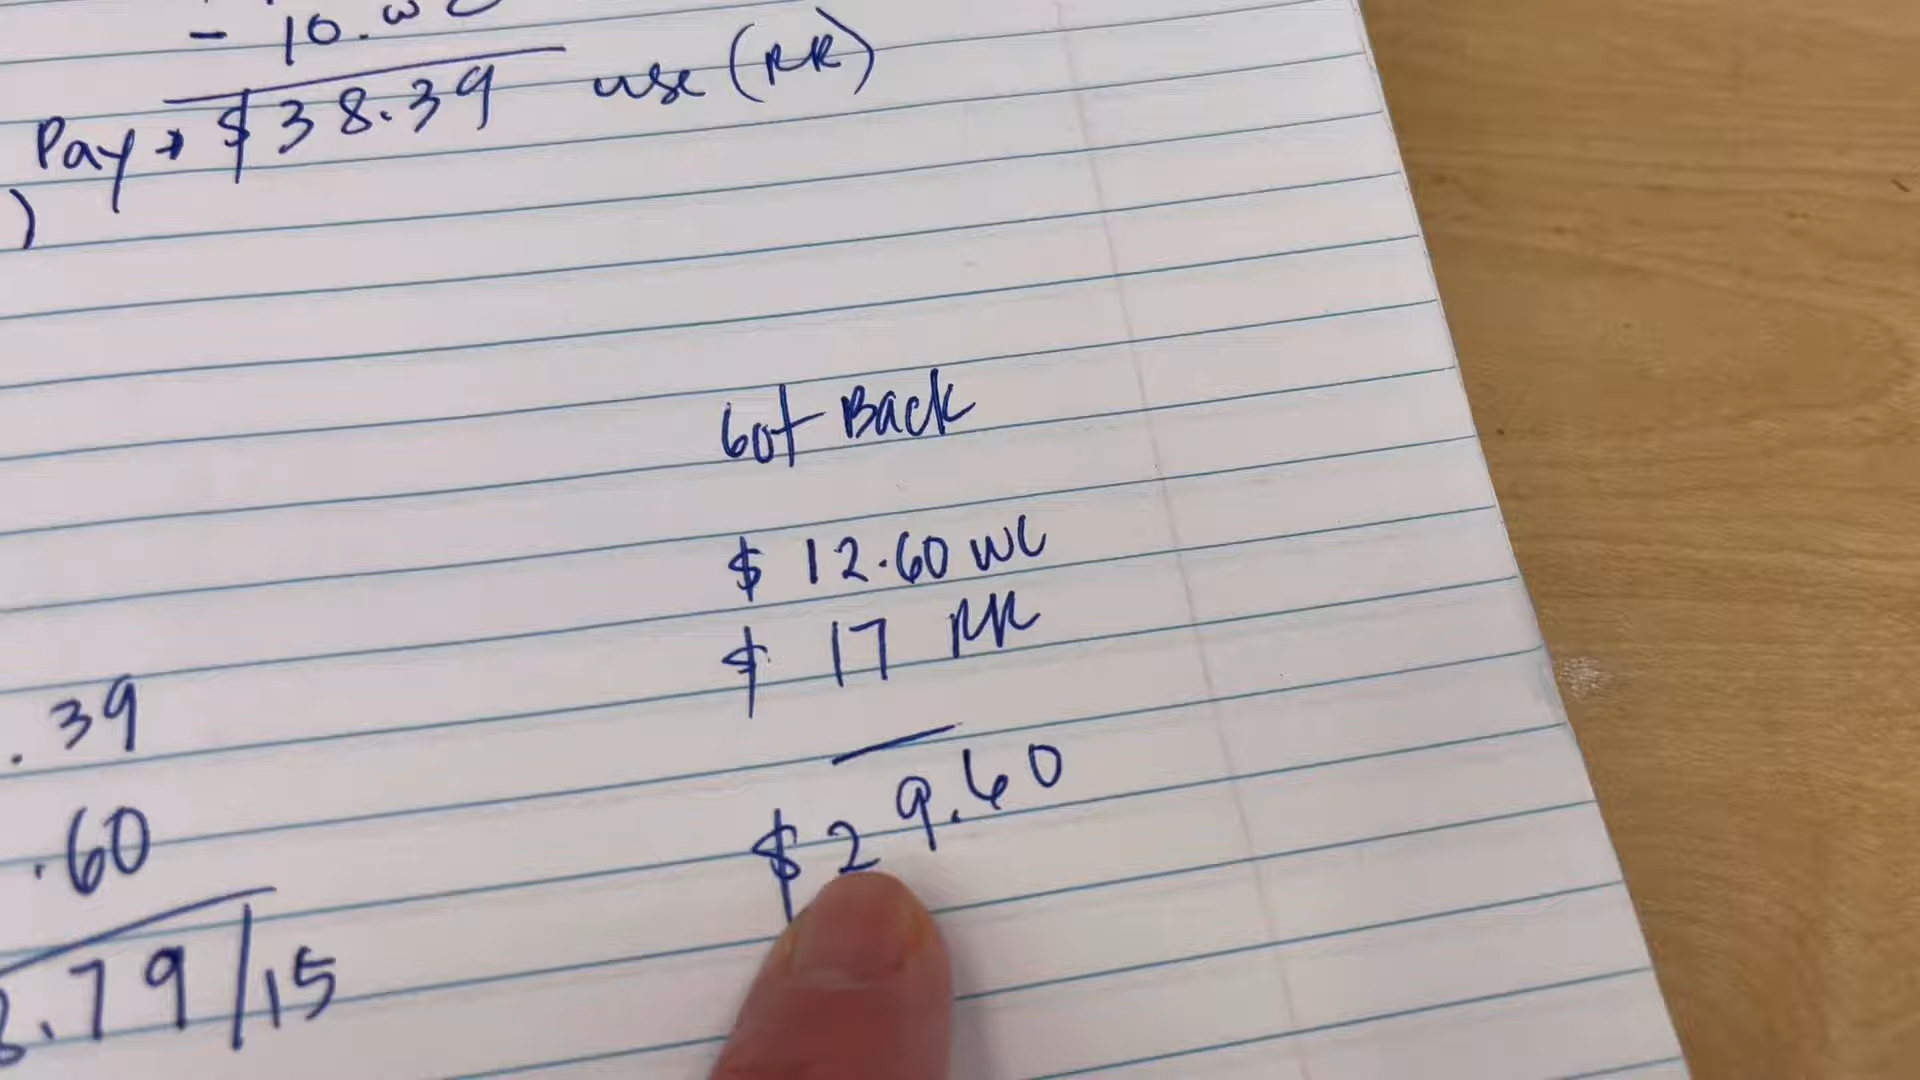 - 10.
Pay → $38.39 use (RR)
)
Got Back
$ 12.60 WC
$ 17 RR
.39
$29.60
.60
.79/15